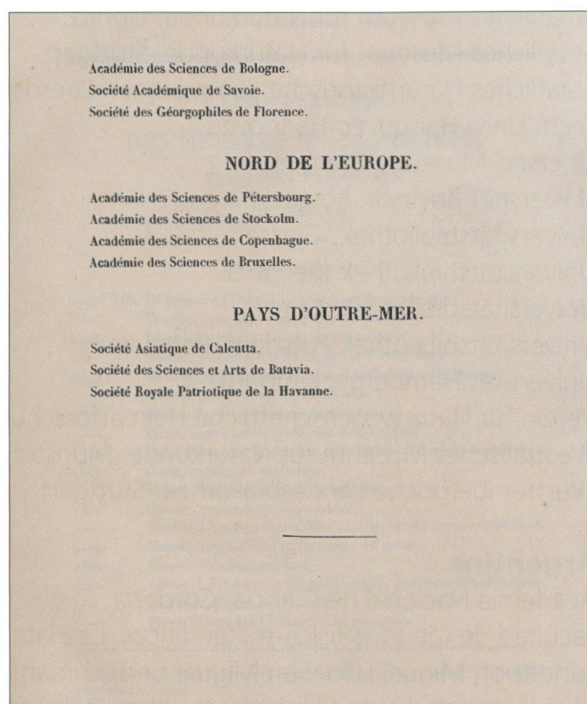 Académie des Sciences de Bologne.
Société Académique de Savoie.
Société des Géorgophiles de Florence.
NORD DE L'EUROPE.
Académie des Sciences de Pétersbourg.
Académie des Sciences de Stockolm.
Académie des Sciences de Copenhague.
Académie des Sciences de Bruxelles.
PAYS D'OUTRE-MER.
Société Asiatique de Calcutta.
Société des Sciences et Arts de Batavia.
Société Royale Patriotique de la Havanne.